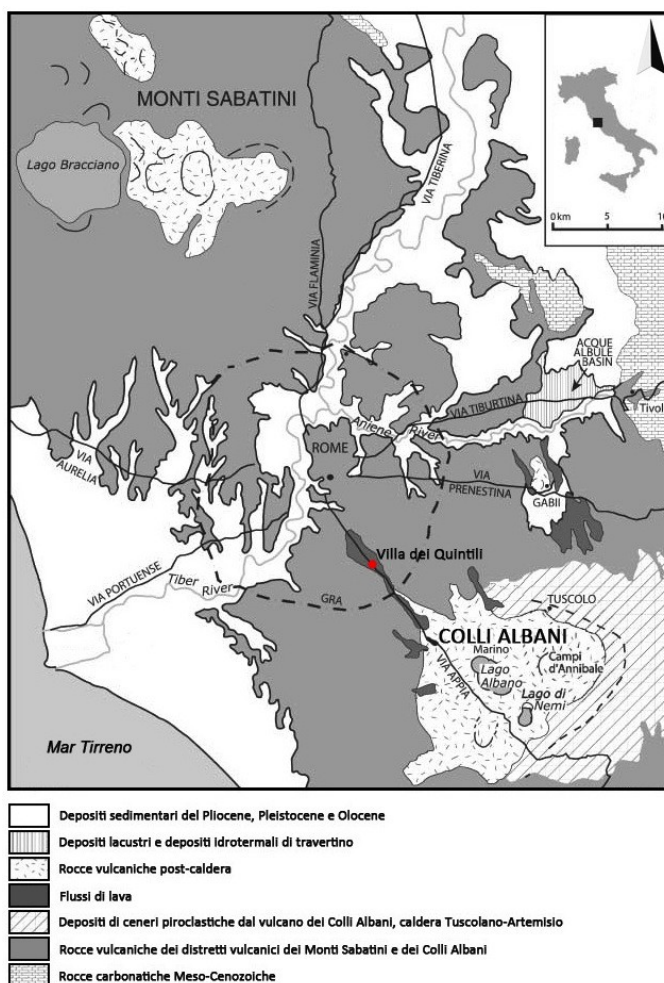 MONTI SABATINI
Lago Bracciano
VIA TIBERINA
VIA FLAMINIA
0 km
5
10
ACQUE
ALBULE
BASIN
VIA TIBURTINA
Tivoli
Aniene River
ROME
VIA
AURELIA
VIA
PRENESTINA
GABII
Villa dei Quintili
VIA PORTUENSE
Tiber River
GRA
TUSCOLO
COLLI ALBANI
Marino
Campi
d'Annibale
Lago
Albano
Lago di
Nemi
VIA APPIA
Mar Tirreno
Depositi sedimentari del Pliocene, Pleistocene e Olocene
Depositi lacustri e depositi idrotermali di travertino
Rocce vulcaniche post-caldera
Flussi di lava
Depositi di ceneri piroclastiche dal vulcano dei Colli Albani, caldera Tuscolano-Artemisio
Rocce vulcaniche dei distretti vulcanici dei Monti Sabatini e dei Colli Albani
Rocce carbonatiche Meso-Cenozoiche